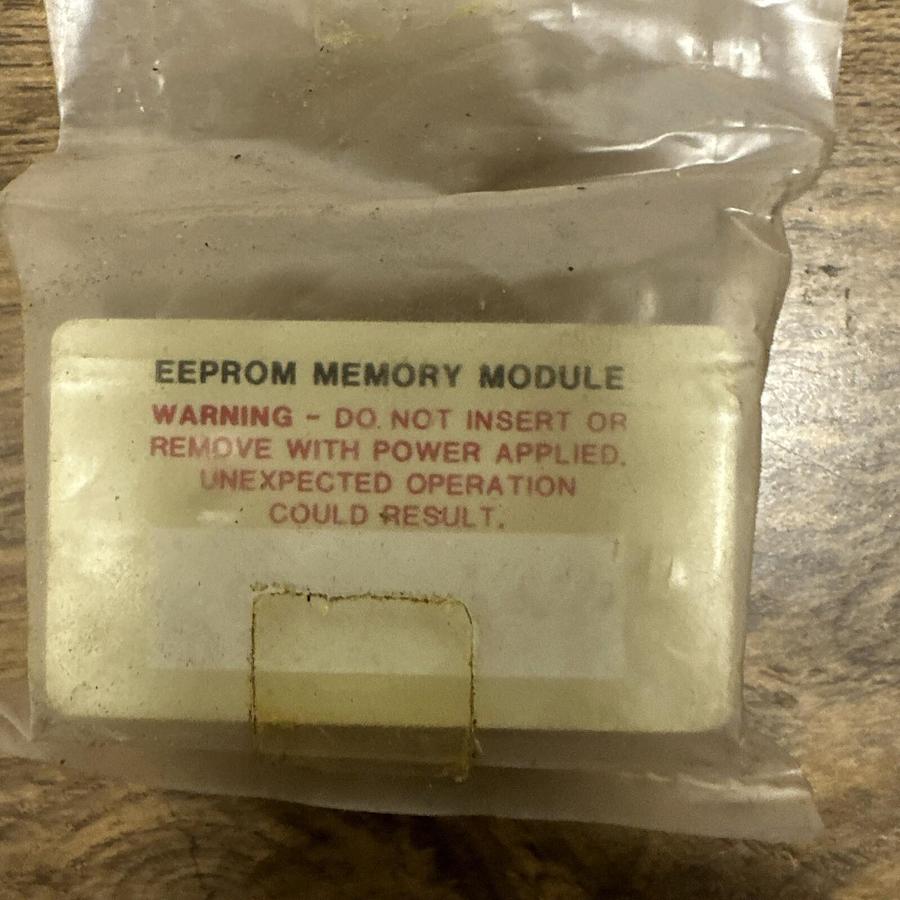 EEPROM MEMORY MODULE
WARNING - DO NOT INSERT OR
REMOVE WITH POWER APPLIED.
UNEXPECTED OPERATION
COULD RESULT.